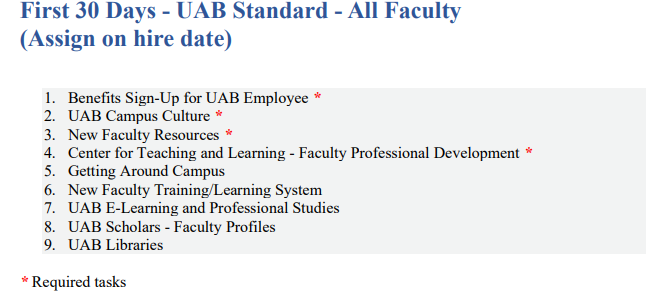 First 30 Days - UAB Standard - All Faculty
(Assign on hire date)
1. Benefits Sign-Up for UAB Employee *
2. UAB Campus Culture *
3. New Faculty Resources *
4. Center for Teaching and Learning - Faculty Professional Development *
5. Getting Around Campus
6. New Faculty Training/Learning System
7. UAB E-Learning and Professional Studies
8. UAB Scholars - Faculty Profiles
9. UAB Libraries
* Required tasks